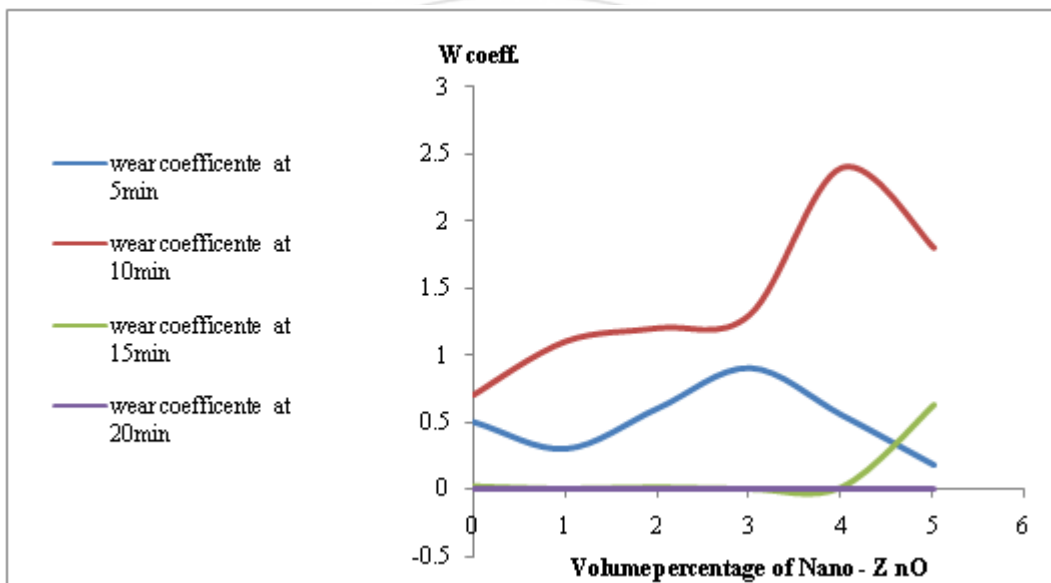 W coeff.
3
2.5
2
1.5
1
0.5
0
-0.5
0 1 2 3 4 5 6
Volume percentage of Nano - Z nO
wear coefficente at
5min
wear coefficente at
10min
wear coefficente at
15min
wear coefficente at
20min